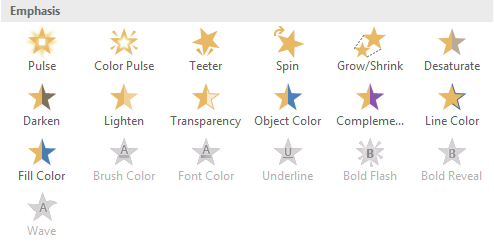 Emphasis
Pulse Color Pulse Teeter Spin Grow/Shrink Desaturate
Darken Lighten Transparency Object Color Compleme... Line Color
A A U B B
Fill Color Brush Color Font Color Underline Bold Flash Bold Reveal
A
Wave